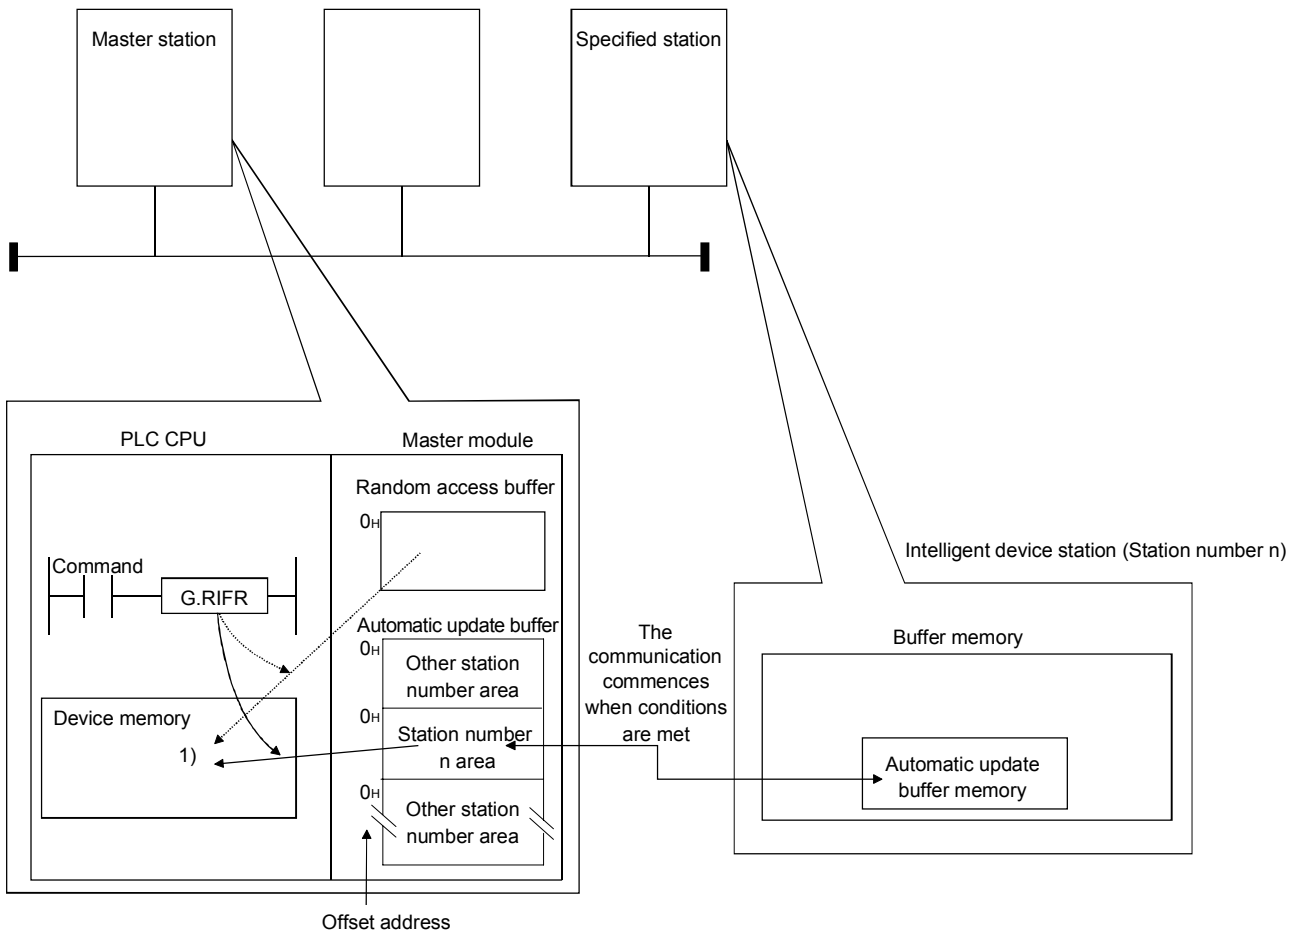 Master station
Specified station
PLC CPU
Master module
Random access buffer
0H
Command
G.RIFR
Automatic update buffer
0H
Other station
number area
Device memory
1)
0H
Station number
n area
0H
Other station
number area
Offset address
The
communication
commences
when conditions
are met
Intelligent device station (Station number n)
Buffer memory
Automatic update
buffer memory